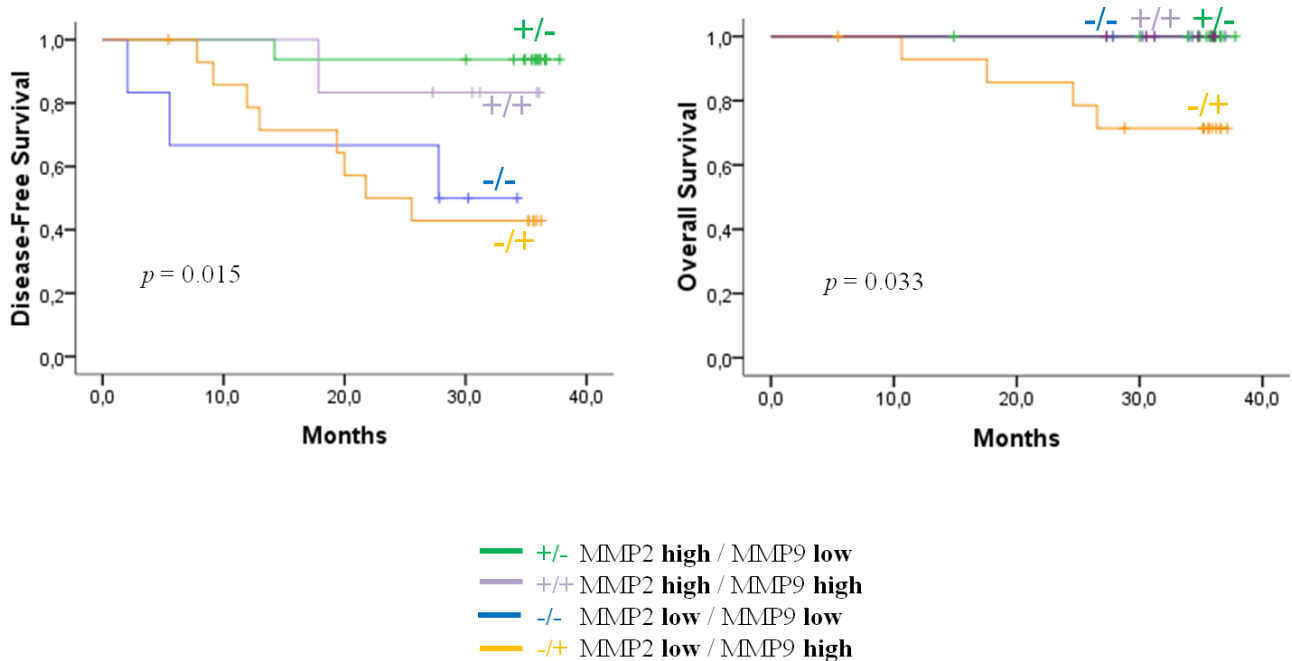 +/-
1,0
0,8
+/+
0,6
-/-
0,4
-/+
p = 0.015
0,2
0,0
0,0 10,0 20,0 30,0 40,0
Disease-Free Survival
Months
-/- +/+ +/-
1,0
-/+
0,8
0,6
0,4
p = 0.033
0,2
0,0
0,0 10,0 20,0 30,0 40,0
Overall Survival
Months
+/- MMP2 high / MMP9 low
+/+ MMP2 high / MMP9 high
-/- MMP2 low / MMP9 low
-/+ MMP2 low / MMP9 high